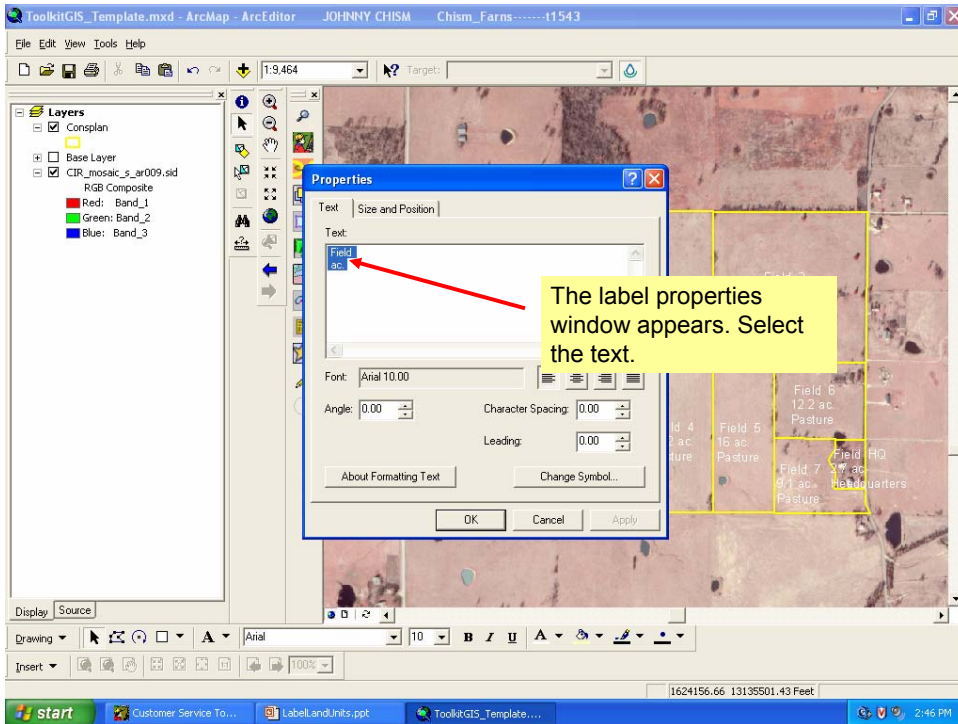 ToolkitGIS_Template.mxd - ArcMap - ArcEditor JOHNNY CHISM Chism_Farns-------t1543
File Edit View Tools Help
1:9,464 Target:
Layers
Consplan
Base Layer
CIR_mosaic_s_ar009.sid
RGB Composite
Red: Band_1
Green: Band_2
Blue: Band_3
Properties
Text Size and Position
Text:
Field
ac.
The label properties
window appears. Select
the text.
Font: Arial 10.00
Angle: 0.00 Character Spacing: 0.00
Leading: 0.00
About Formatting Text Change Symbol...
OK Cancel Apply
Field 6
12.2 ac.
Pasture
Field 5
16 ac.
Pasture
Field HQ
ac
Headquarters
Field 7
9.1 ac.
Pasture
Display Source
Drawing A Arial 10 B I U A
Insert 100%
1624156.66 13135501.43 Feet
start Customer Service To... LabelLandUnits.ppt ToolkitGIS_Template.... 2:46 PM